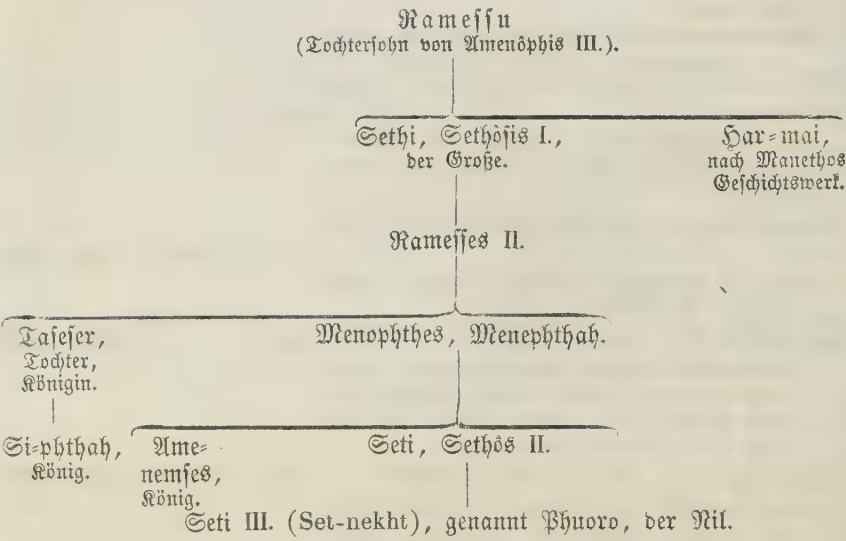 Ramessu
(Tochtersohn von Amenôphis III.).
Sethi, Sethôsis I.,
der Große.
Har-mai,
nach Manethos
Geschichtswerk.
Ramesses II.
Taseser,
Tochter,
Königin.
Menophthes, Menephthah.
Si-phthah,
König.
Ame-
nemses,
König.
Seti, Sethôs II.
Seti III. (Set-nekht), genannt Phuoro, der Nil.